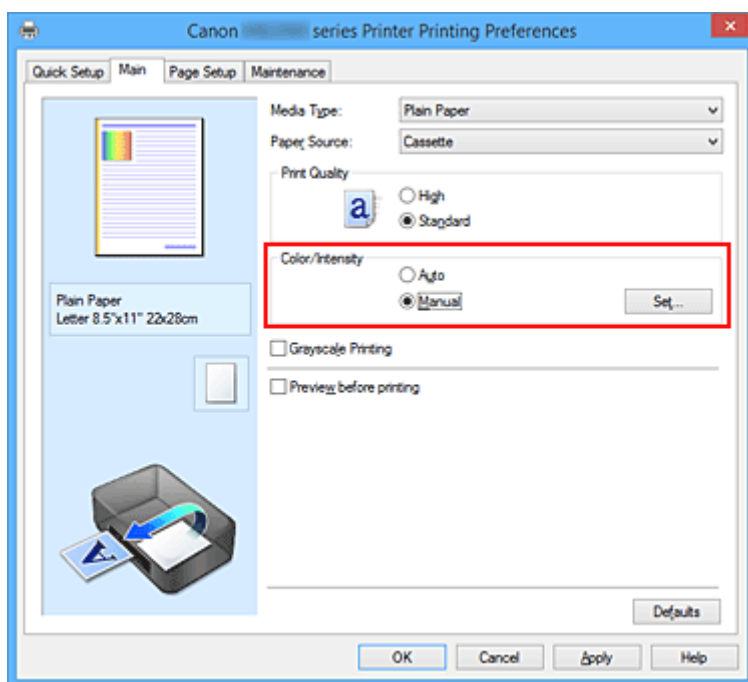 Canon series Printer Printing Preferences
Quick Setup Main Page Setup Maintenance
Media Type: Plain Paper
Paper Source: Cassette
Print Quality
a
High
Standard
Color/Intensity
Auto
Manual Set...
Plain Paper
Letter 8.5"x11" 22x28cm
Grayscale Printing
Preview before printing
A
Defaults
OK Cancel Apply Help